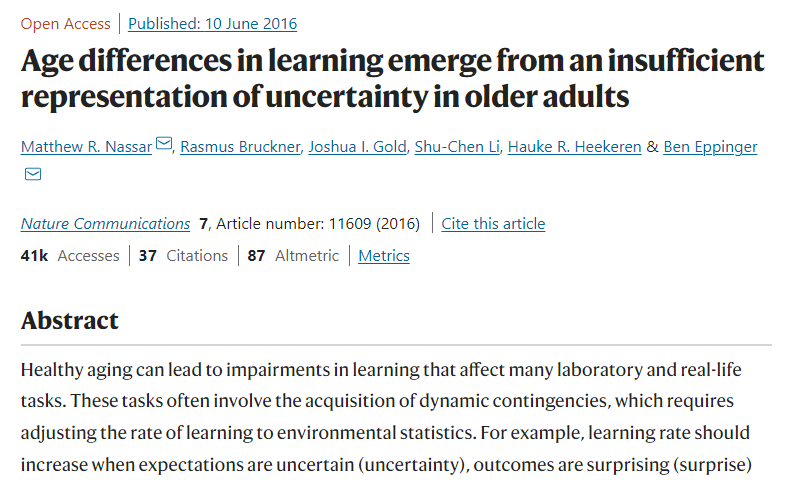 Open Access | Published: 10 June 2016
Age differences in learning emerge from an insufficient
representation of uncertainty in older adults
Matthew R. Nassar, Rasmus Bruckner, Joshua I. Gold, Shu-Chen Li, Hauke R. Heekeren & Ben Eppinger
Nature Communications 7, Article number: 11609 (2016) | Cite this article
41k Accesses | 37 Citations | 87 Altmetric | Metrics
Abstract
Healthy aging can lead to impairments in learning that affect many laboratory and real-life
tasks. These tasks often involve the acquisition of dynamic contingencies, which requires
adjusting the rate of learning to environmental statistics. For example, learning rate should
increase when expectations are uncertain (uncertainty), outcomes are surprising (surprise)